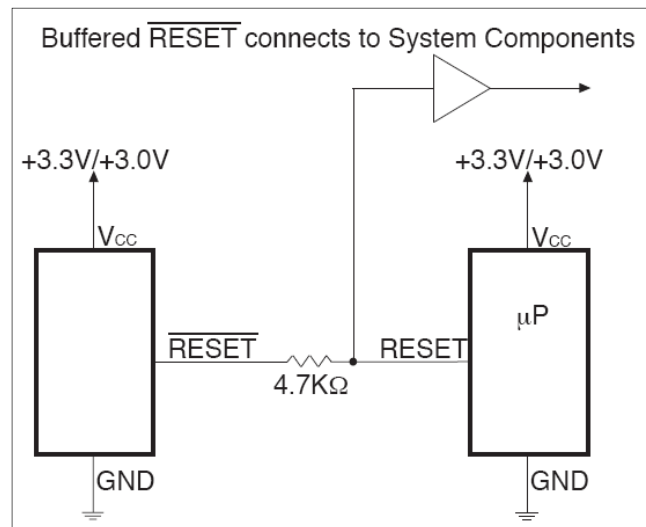 Buffered RESET connects to System Components
+3.3V/+3.0V
+3.3V/+3.0V
VCC
VCC
μP
RESET
RESET
4.7KΩ
GND
GND